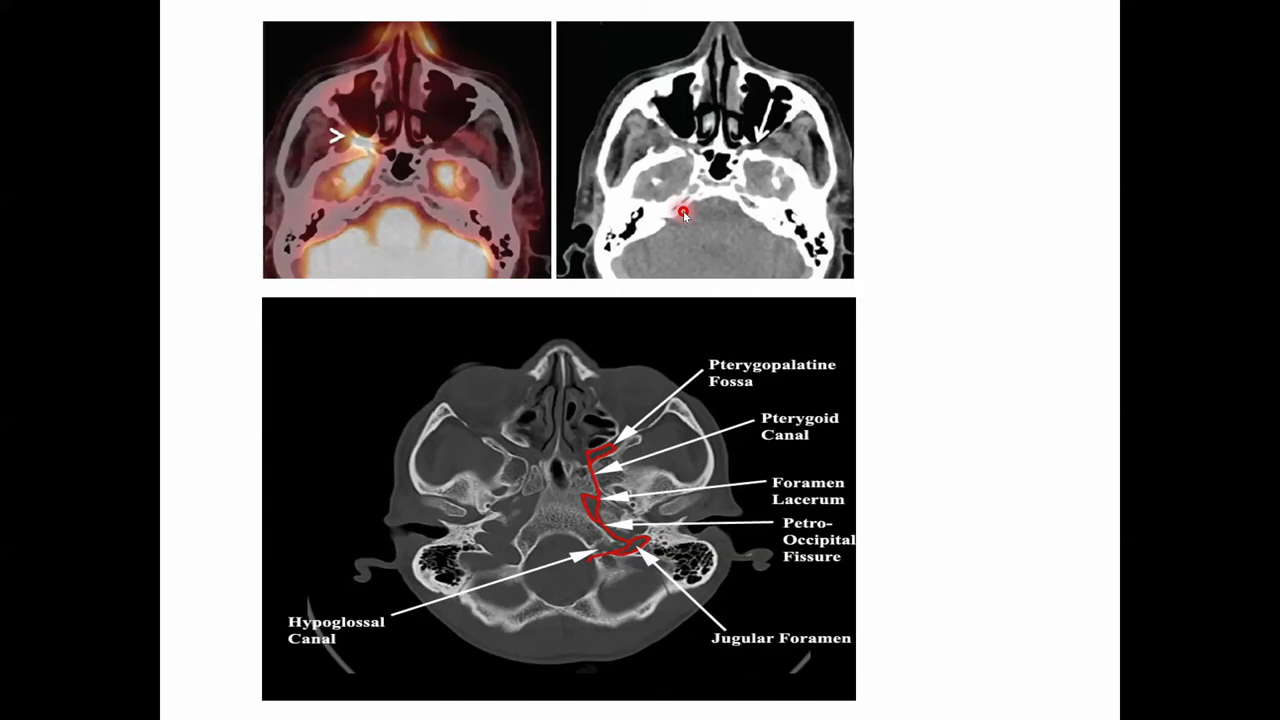 Pterygopalatine
Fossa
Pterygoid
Canal
Foramen
Lacerum
Petro-
Occipital
Fissure
Hypoglossal
Canal
Jugular Foramen